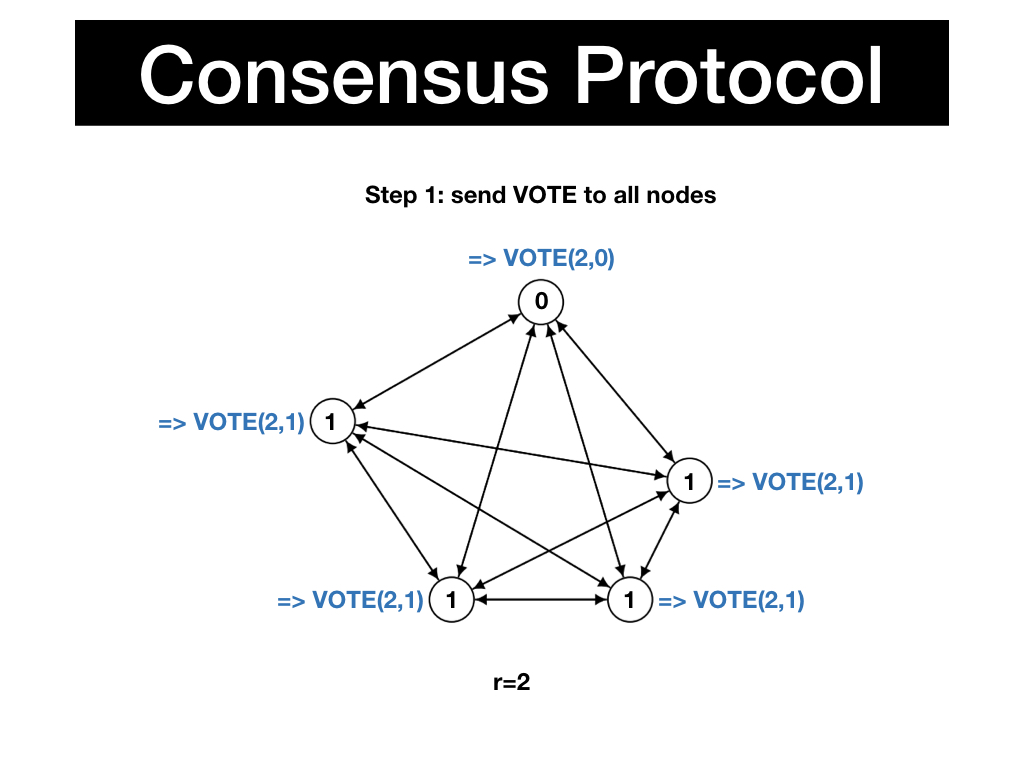 Consensus Protocol
Step 1: send VOTE to all nodes
=> VOTE(2,0)
0
=> VOTE(2,1) 1
1 => VOTE(2,1)
=> VOTE(2,1) 1
1 => VOTE(2,1)
r=2